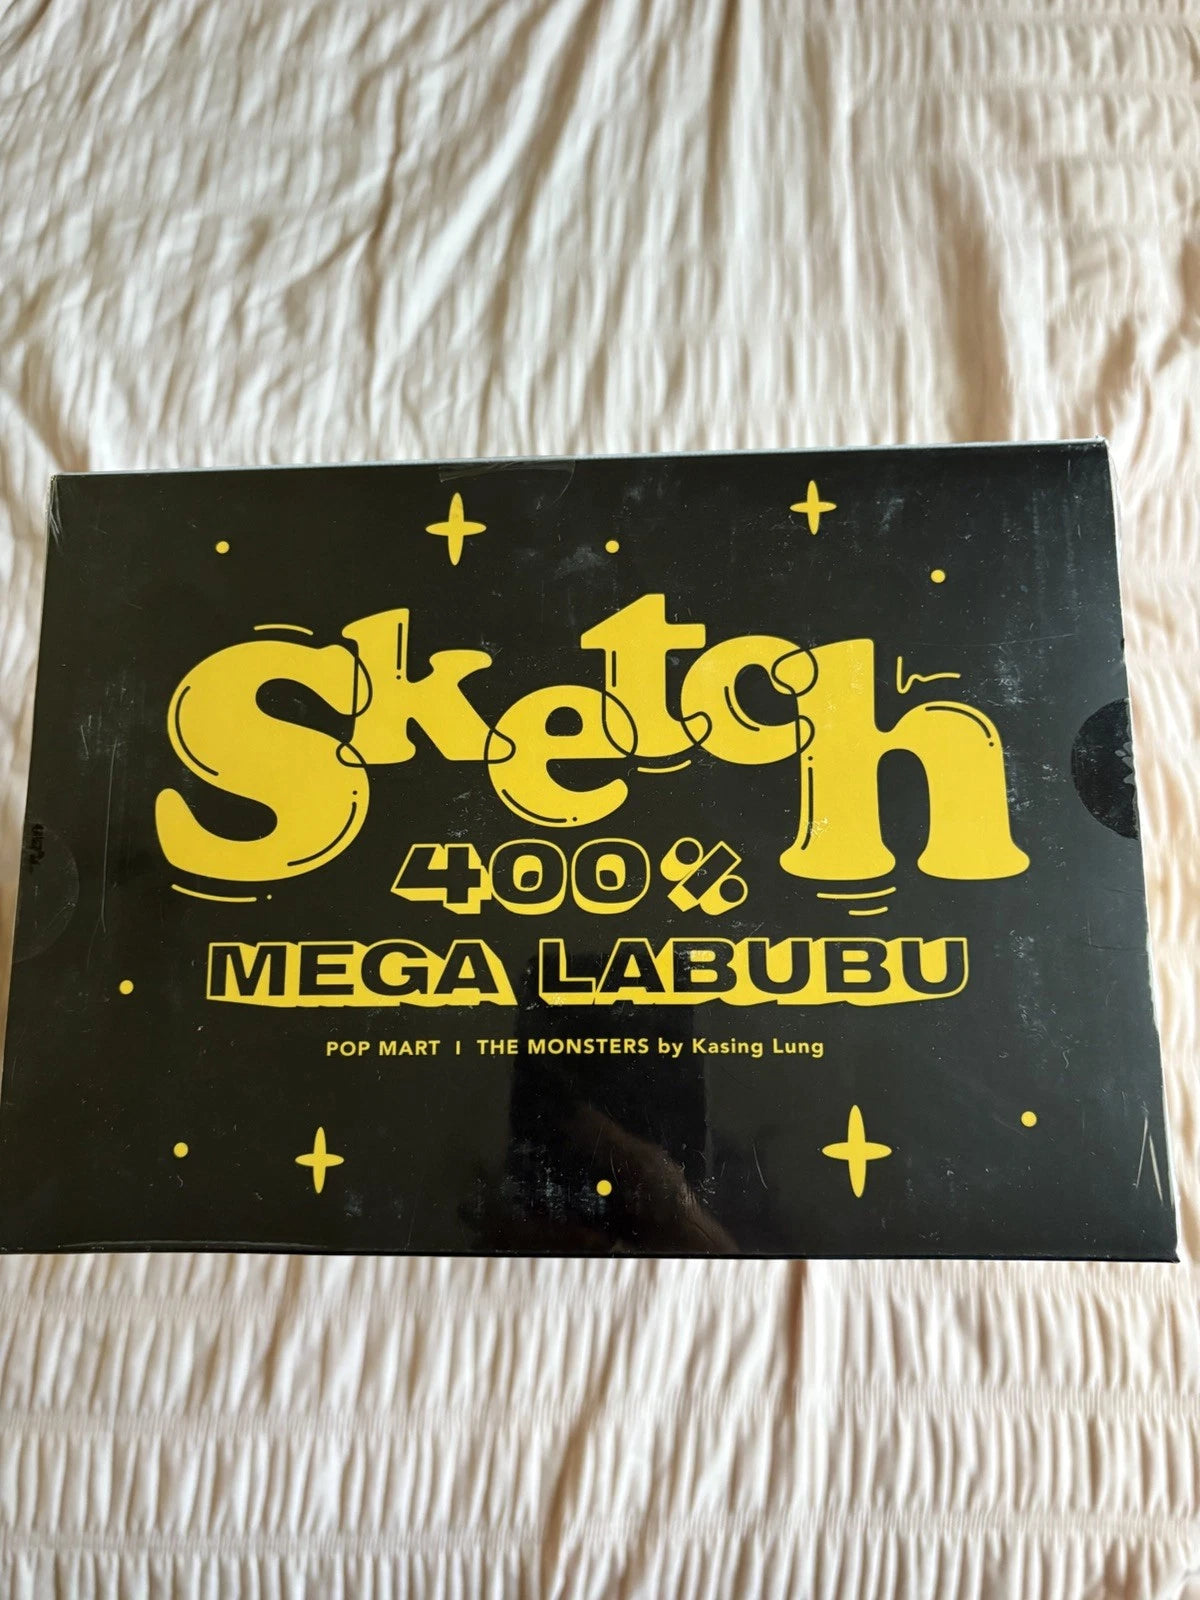 Sketch
400%
MEGA LABUBU
POP MART | THE MONSTERS by Kasing Lung